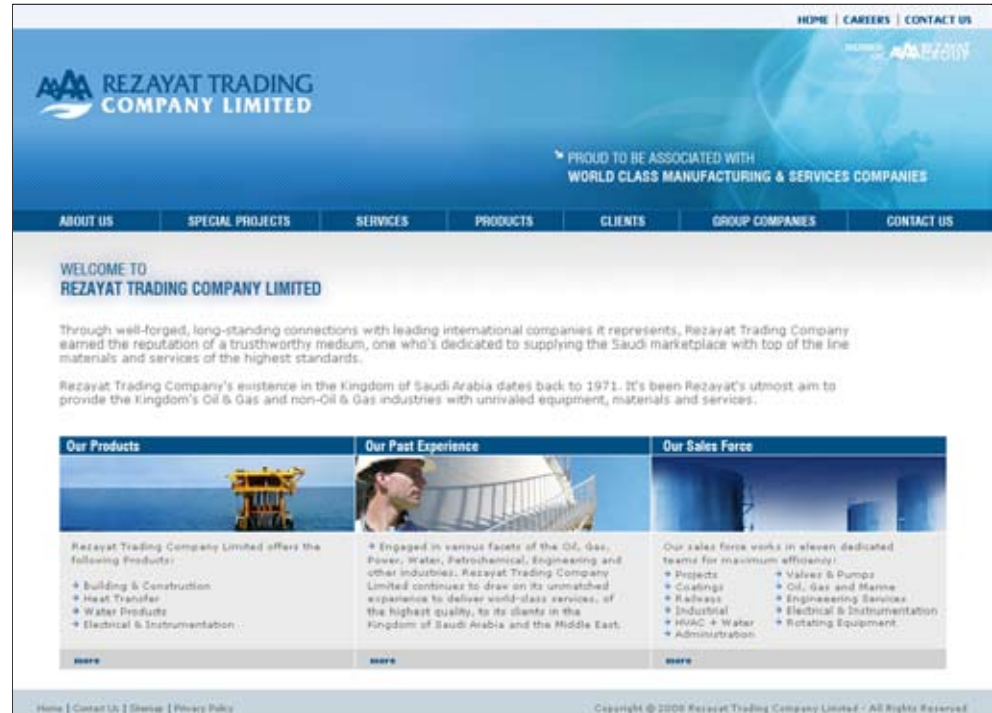 HOME | CAREERS | CONTACT US
MEMBER OF REZAYAT GROUP
REZAYAT TRADING
COMPANY LIMITED
PROUD TO BE ASSOCIATED WITH
WORLD CLASS MANUFACTURING & SERVICES COMPANIES
ABOUT US SPECIAL PROJECTS SERVICES PRODUCTS CLIENTS GROUP COMPANIES CONTACT US
WELCOME TO
REZAYAT TRADING COMPANY LIMITED
Through well-forged, long-standing connections with leading international companies it represents, Rezayat Trading Company
earned the reputation of a trustworthy medium, one who's dedicated to supplying the Saudi marketplace with top of the line
materials and services of the highest standards.
Rezayat Trading Company's existence in the Kingdom of Saudi Arabia dates back to 1971. It's been Rezayat's utmost aim to
provide the Kingdom's Oil & Gas and non-Oil & Gas industries with unrivaled equipment, materials and services.
Our Products
Rezayat Trading Company Limited offers the
following Products:
Building & Construction
Heat Transfer
Water Products
Electrical & Instrumentation
more
Our Past Experience
Engaged in various facets of the Oil, Gas,
Power, Water, Petrochemical, Engineering and
other industries. Rezayat Trading Company
Limited continues to draw on its unmatched
experience to deliver world-class services, of
the highest quality, to its clients in the
Kingdom of Saudi Arabia and the Middle East.
more
Our Sales Force
Our sales force works in eleven dedicated
teams for maximum efficiency:
Projects
Coatings
Railways
Industrial
HVAC + Water
Administration
Valves & Pumps
Oil, Gas and Marine
Engineering Services
Electrical & Instrumentation
Rotating Equipment
more
Home | Contact Us | Sitemap | Privacy Policy
Copyright @ 2008 Rezayat Trading Company Limited - All Rights Reserved